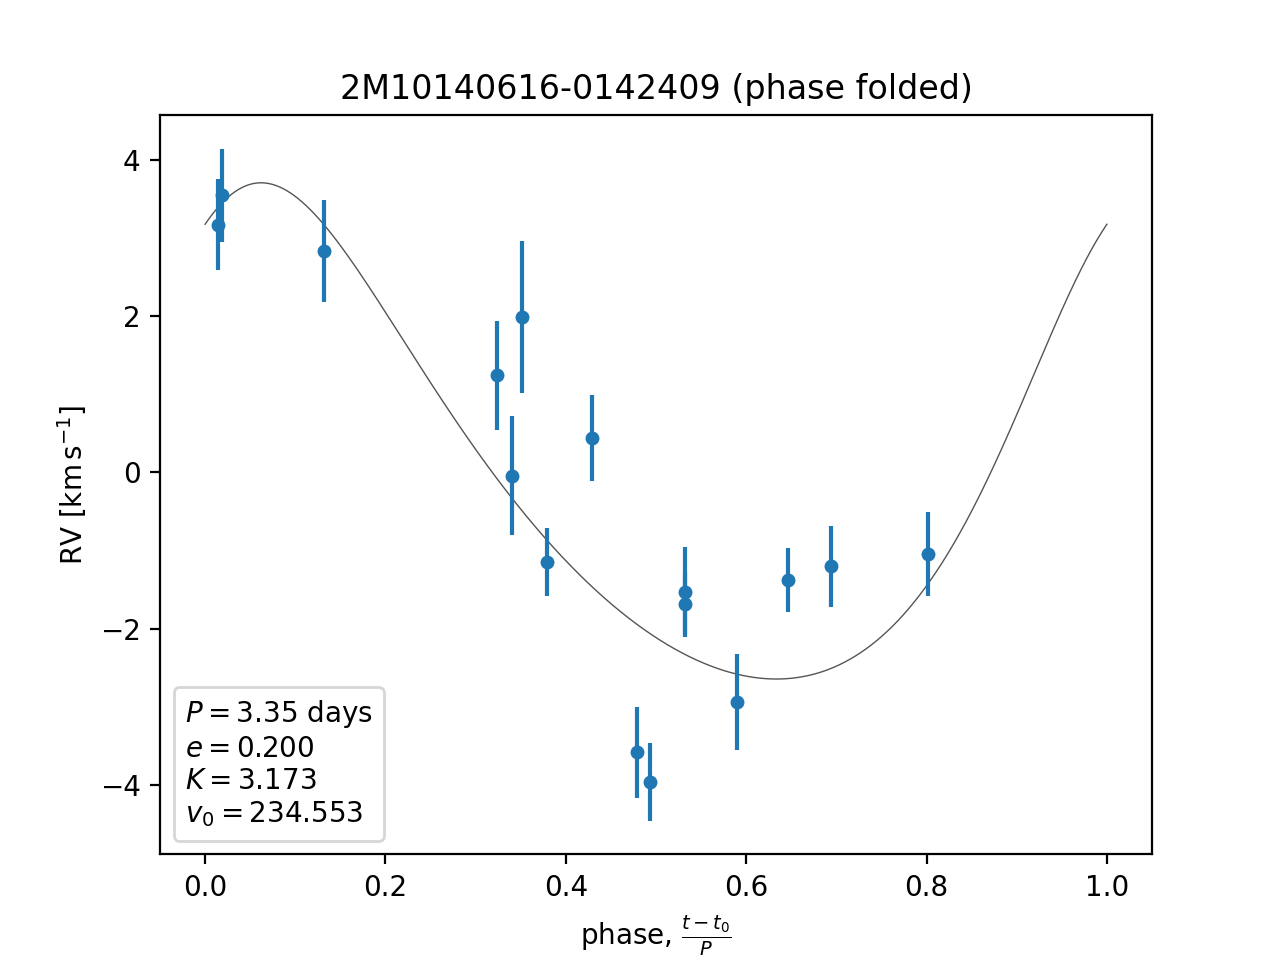 2M10140616-0142409 (phase folded)
4
2
0
−2
−4
RV [km s⁻¹]
P = 3.35 days
e = 0.200
K = 3.173
v₀ = 234.553
0.0 0.2 0.4 0.6 0.8 1.0
phase, (t − t₀)/P